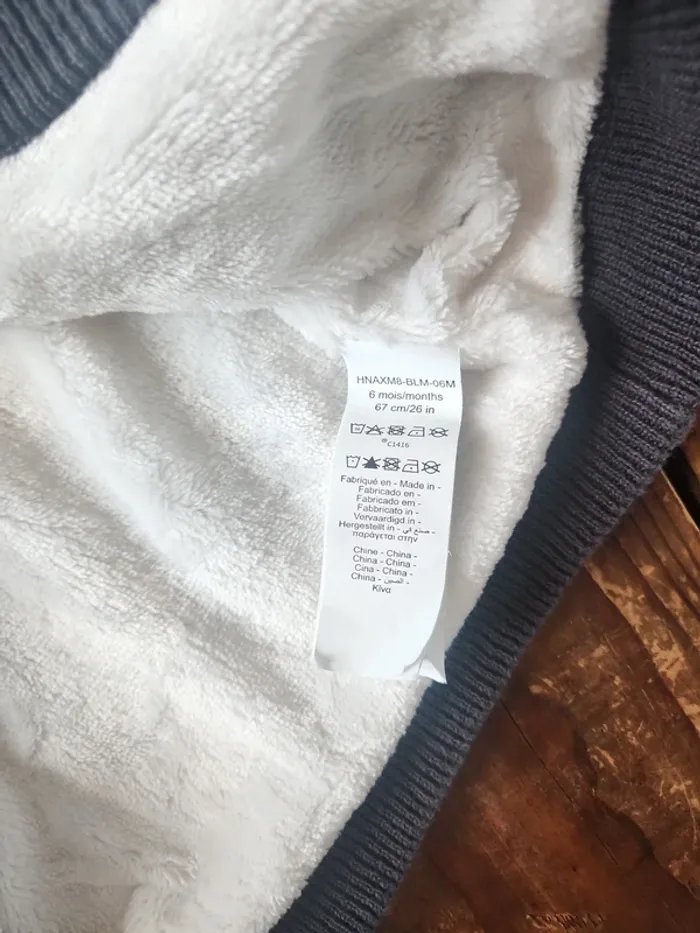 HNAXM8-BLM-06M
6 mois/months
67 cm/26 in
®C1416
Fabriqué en - Made in -
Fabricado en -
Fabricado em -
Fabbricato in -
Vervaardigd in -
Hergestellt in - صنع في -
παράγεται στην
Chine - China -
China - China -
Cina - China -
China - الصين -
Κίνα